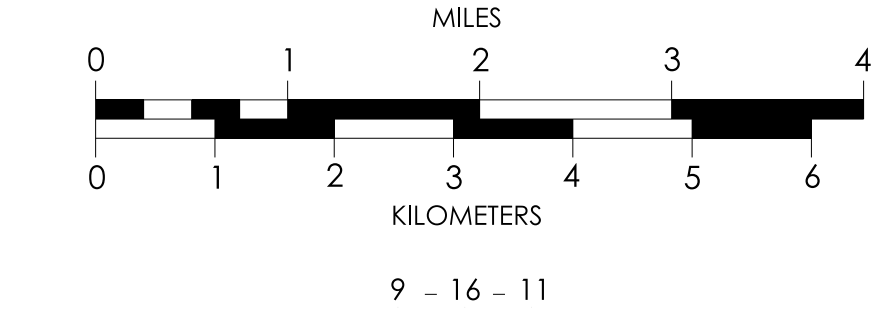 MILES
0 1 2 3 4
0 1 2 3 4 5 6
KILOMETERS
9 – 16 – 11